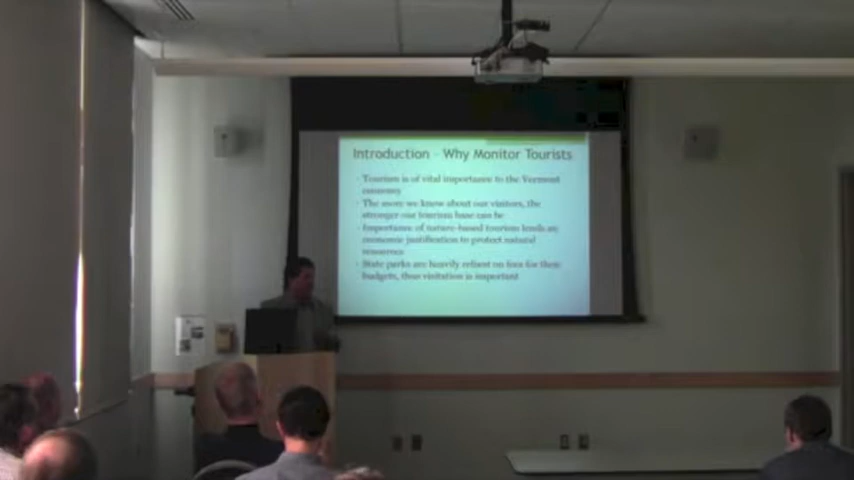 Introduction – Why Monitor Tourists
Tourism is of vital importance to the Vermont
economy
The more we know about our visitors, the
stronger our tourism base can be
Importance of nature-based tourism lends an
economic justification to protect natural
resources
State parks are heavily reliant on fees for their
budgets, thus visitation is important